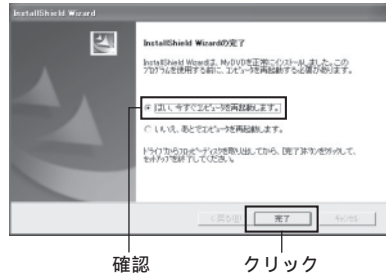 InstallShield Wizard
InstallShield Wizardの完了
InstallShield Wizardは、MyDVDを正常にインストールしました。この
プログラムを使用する前に、コンピュータを再起動する必要があります。
はい、今すぐコンピュータを再起動します。
いいえ、あとでコンピュータを再起動します。
ドライブからフロッピーディスクを取り出してから、[完了]ボタンをクリックして、
セットアップを終了してください。
< 戻る(B)
完了
キャンセル
確認
クリック